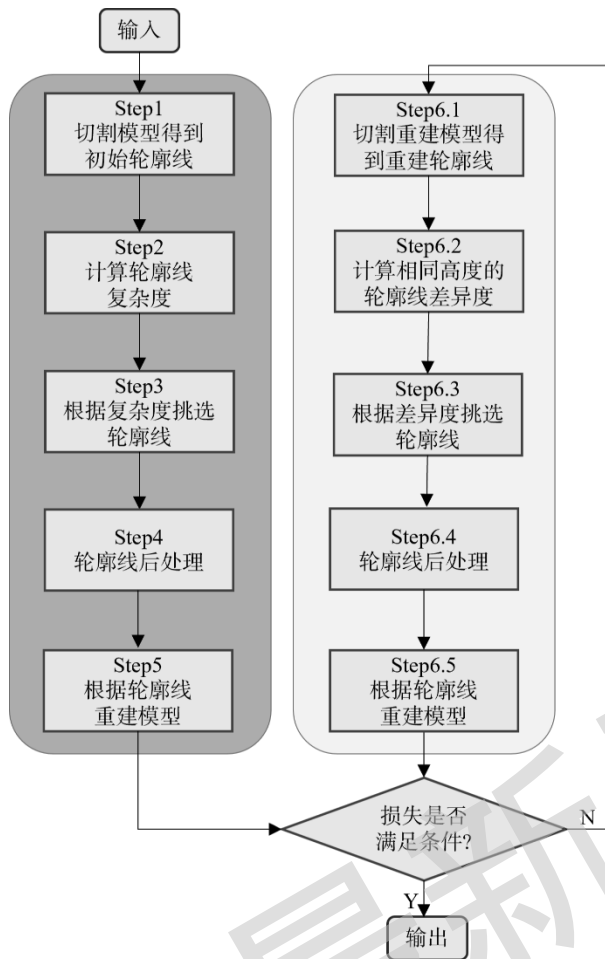 输入
Step1
切割模型得到
初始轮廓线
Step2
计算轮廓线
复杂度
Step3
根据复杂度挑选
轮廓线
Step4
轮廓线后处理
Step5
根据轮廓线
重建模型
Step6.1
切割重建模型得
到重建轮廓线
Step6.2
计算相同高度的
轮廓线差异度
Step6.3
根据差异度挑选
轮廓线
Step6.4
轮廓线后处理
Step6.5
根据轮廓线
重建模型
损失是否
满足条件?
N
Y
输出
最新